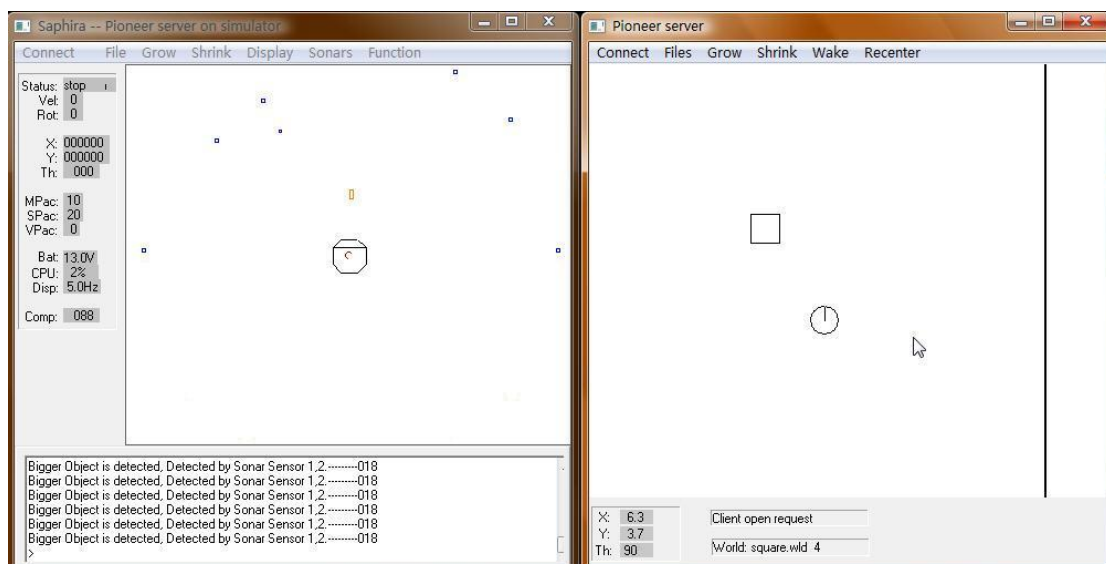 Saphira -- Pioneer server on simulator
Connect File Grow Shrink Display Sonars Function
Status: stop
Vel: 0
Rot: 0
X: 000000
Y: 000000
Th: 000
MPac: 10
SPac: 20
VPac: 0
Bat: 13.0V
CPU: 2%
Disp: 5.0Hz
Comp: 088
Bigger Object is detected, Detected by Sonar Sensor 1,2.--------018
Bigger Object is detected, Detected by Sonar Sensor 1,2.--------018
Bigger Object is detected, Detected by Sonar Sensor 1,2.--------018
Bigger Object is detected, Detected by Sonar Sensor 1,2.--------018
Bigger Object is detected, Detected by Sonar Sensor 1,2.--------018
Bigger Object is detected, Detected by Sonar Sensor 1,2.--------018
>
Pioneer server
Connect Files Grow Shrink Wake Recenter
X: 6.3
Y: 3.7
Th: 90
Client open request
World: square.wld 4